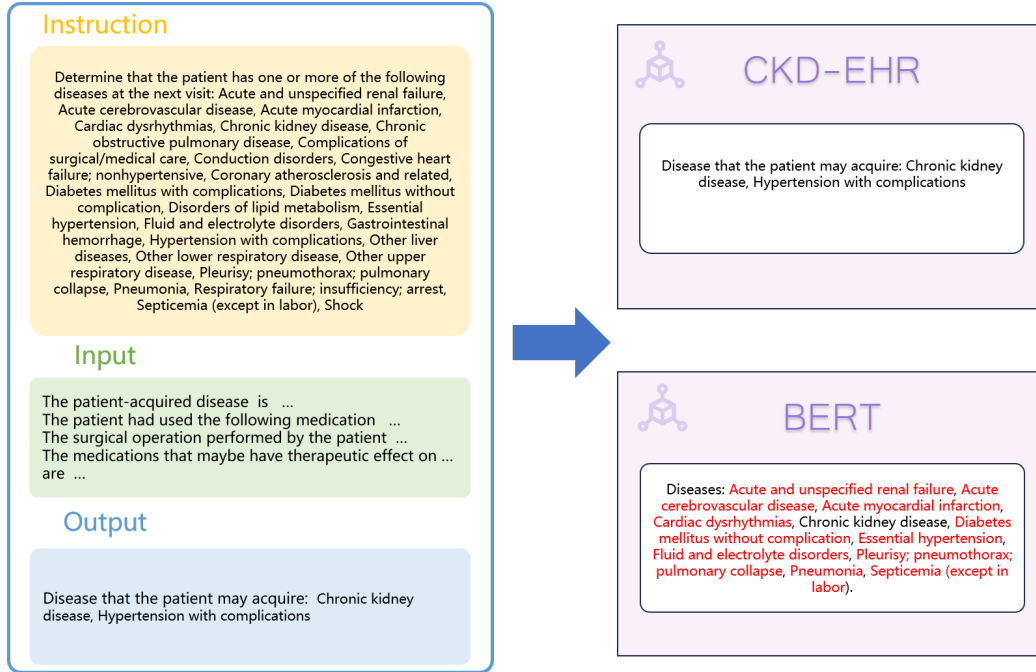 Instruction
Determine that the patient has one or more of the following
diseases at the next visit: Acute and unspecified renal failure,
Acute cerebrovascular disease, Acute myocardial infarction,
Cardiac dysrhythmias, Chronic kidney disease, Chronic
obstructive pulmonary disease, Complications of
surgical/medical care, Conduction disorders, Congestive heart
failure; nonhypertensive, Coronary atherosclerosis and related,
Diabetes mellitus with complications, Diabetes mellitus without
complication, Disorders of lipid metabolism, Essential
hypertension, Fluid and electrolyte disorders, Gastrointestinal
hemorrhage, Hypertension with complications, Other liver
diseases, Other lower respiratory disease, Other upper
respiratory disease, Pleurisy; pneumothorax; pulmonary
collapse, Pneumonia, Respiratory failure; insufficiency; arrest,
Septicemia (except in labor), Shock
Input
The patient-acquired disease is ...
The patient had used the following medication ...
The surgical operation performed by the patient ...
The medications that maybe have therapeutic effect on ...
are ...
Output
Disease that the patient may acquire: Chronic kidney
disease, Hypertension with complications
CKD-EHR
Disease that the patient may acquire: Chronic kidney
disease, Hypertension with complications
BERT
Diseases: Acute and unspecified renal failure, Acute
cerebrovascular disease, Acute myocardial infarction,
Cardiac dysrhythmias, Chronic kidney disease, Diabetes
mellitus without complication, Essential hypertension,
Fluid and electrolyte disorders, Pleurisy; pneumothorax;
pulmonary collapse, Pneumonia, Septicemia (except in
labor).